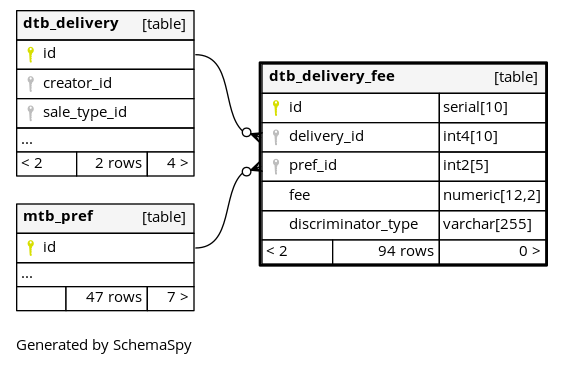 dtb_delivery [table]
id
creator_id
sale_type_id
...
< 2 2 rows 4 >
mtb_pref [table]
id
...
47 rows 7 >
dtb_delivery_fee [table]
id serial[10]
delivery_id int4[10]
pref_id int2[5]
fee numeric[12,2]
discriminator_type varchar[255]
< 2 94 rows 0 >
Generated by SchemaSpy